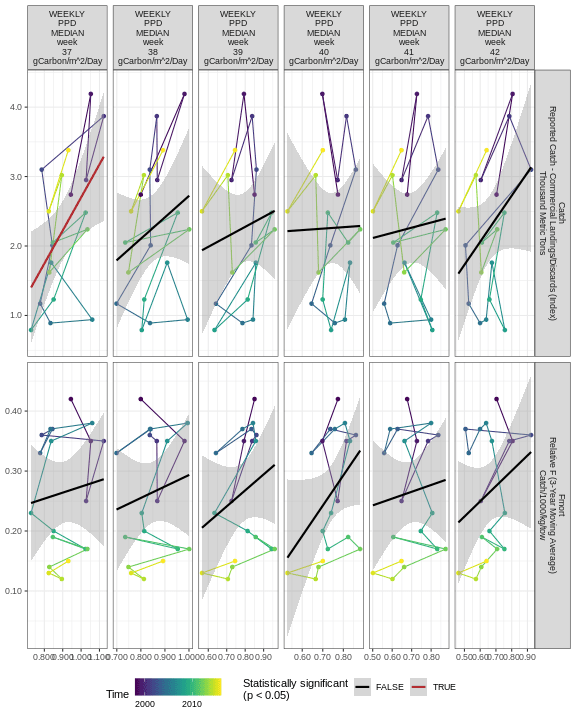 WEEKLY
PPD
MEDIAN
week
37
gCarbon/m^2/Day
WEEKLY
PPD
MEDIAN
week
38
gCarbon/m^2/Day
WEEKLY
PPD
MEDIAN
week
39
gCarbon/m^2/Day
WEEKLY
PPD
MEDIAN
week
40
gCarbon/m^2/Day
WEEKLY
PPD
MEDIAN
week
41
gCarbon/m^2/Day
WEEKLY
PPD
MEDIAN
week
42
gCarbon/m^2/Day
4.0
3.0
2.0
1.0
Catch
Reported Catch - Commercial Landings/Discards (Index)
Thousand Metric Tons
0.40
0.30
0.20
0.10
Fmort
Relative F (3-Year Moving Average)
Catch/1000/kg/tow
0.800 0.900 1.000 1.100
0.700 0.800 0.900 1.000
0.60 0.70 0.80 0.90
0.60 0.70 0.80
0.50 0.60 0.70 0.80
0.50 0.60 0.70 0.80 0.90
Time
2000 2010
Statistically significant
(p < 0.05)
FALSE
TRUE